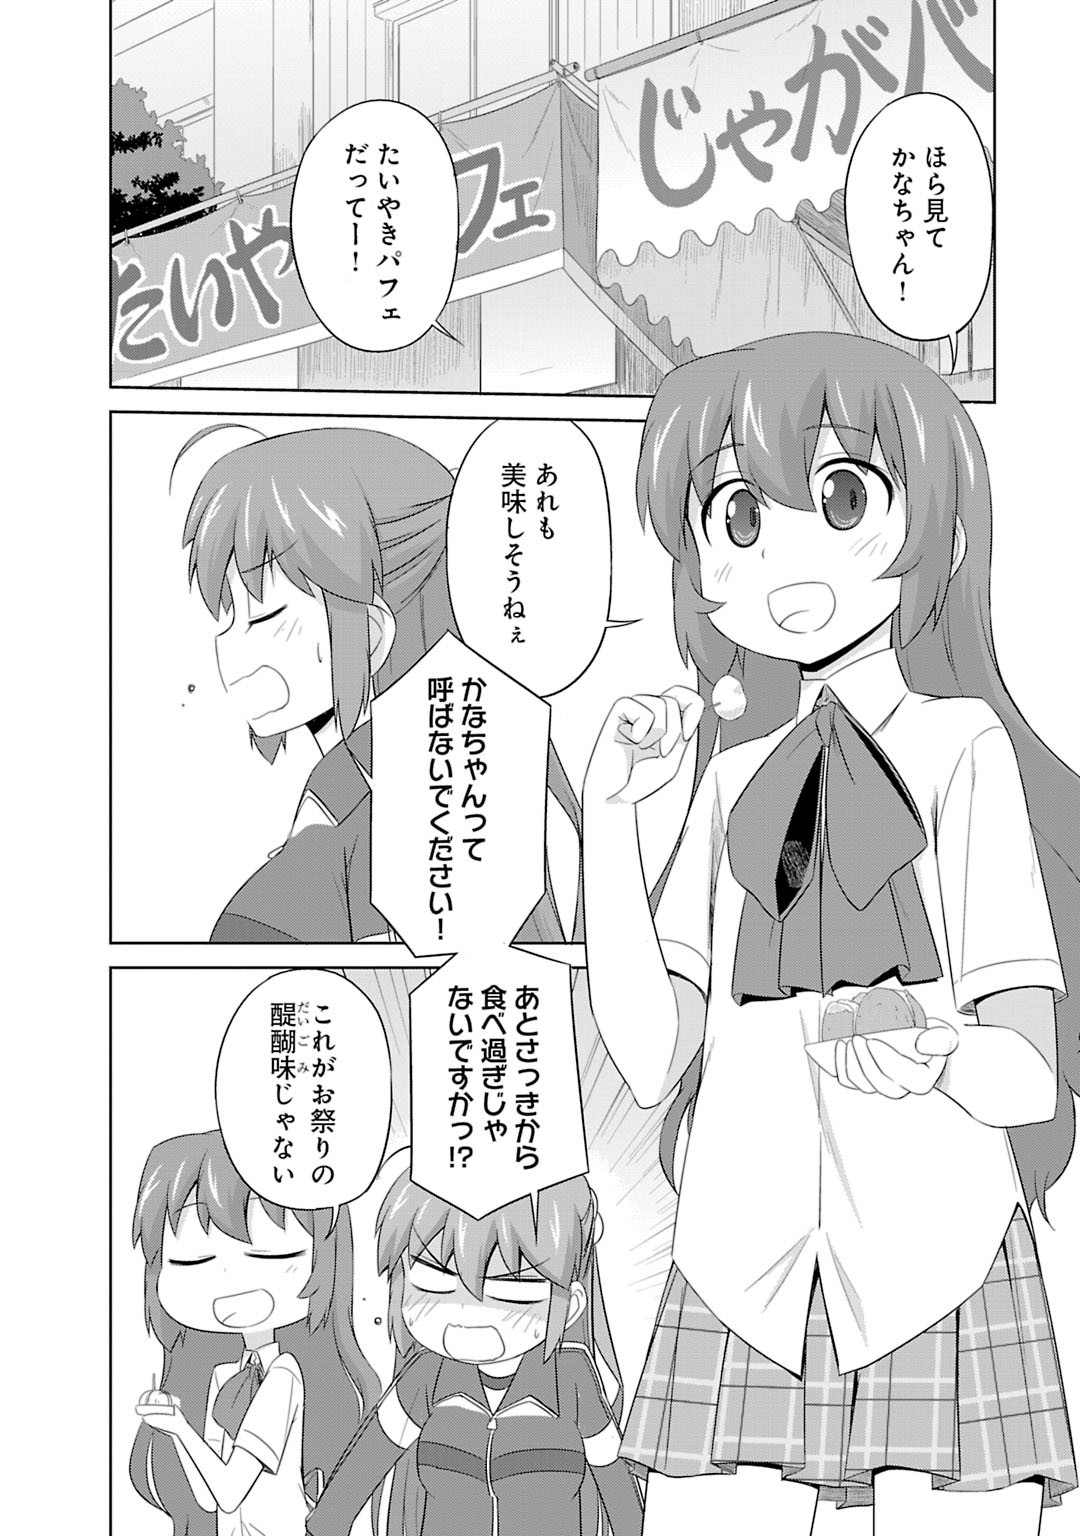 ほら見て
かなちゃん！
じゃがバ
たいやきパフェ
だってー！
たいや
フェ
あれも
美味しそうねぇ
かなちゃんって
呼ばないでください！
あとさっきから
食べ過ぎじゃ
ないですかっ!?
これがお祭りの
醍醐味じゃない
だいごみ